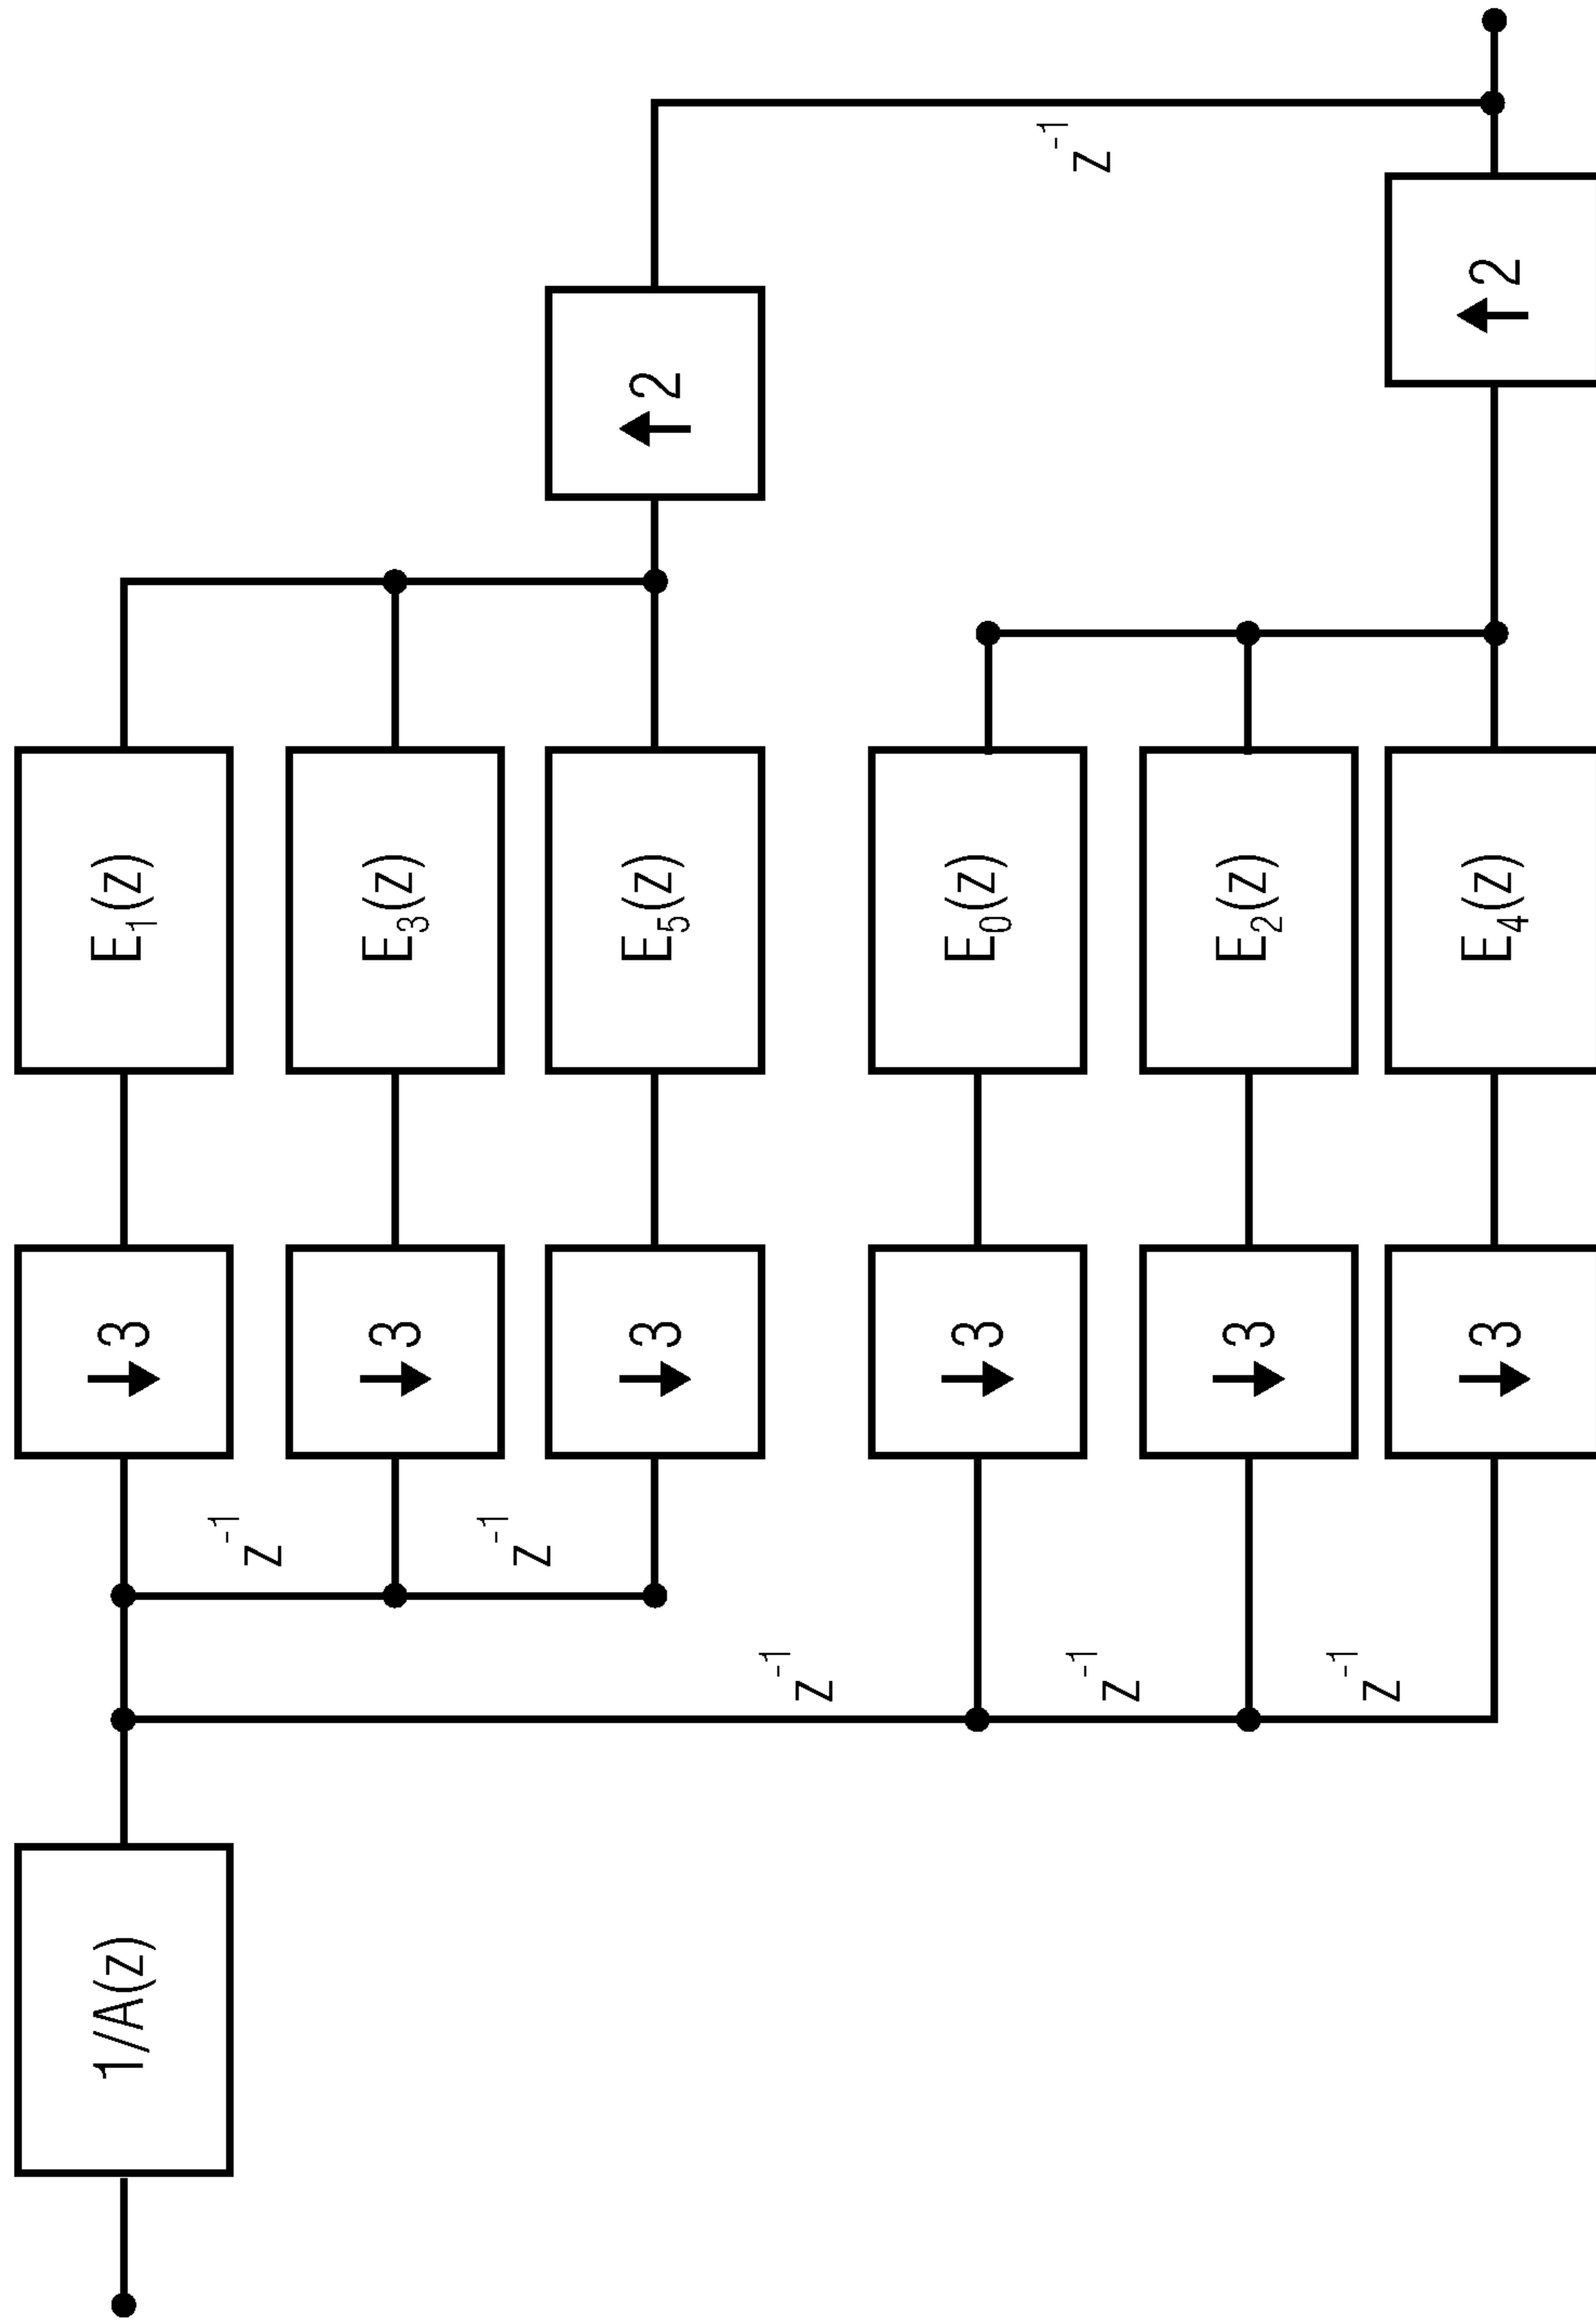 1/A(z)
↓3
E₁(z)
z⁻¹
↓3
E₃(z)
z⁻¹
↓3
E₅(z)
↑2
z⁻¹
↓3
E₀(z)
z⁻¹
z⁻¹
↓3
E₂(z)
z⁻¹
↓3
E₄(z)
↑2